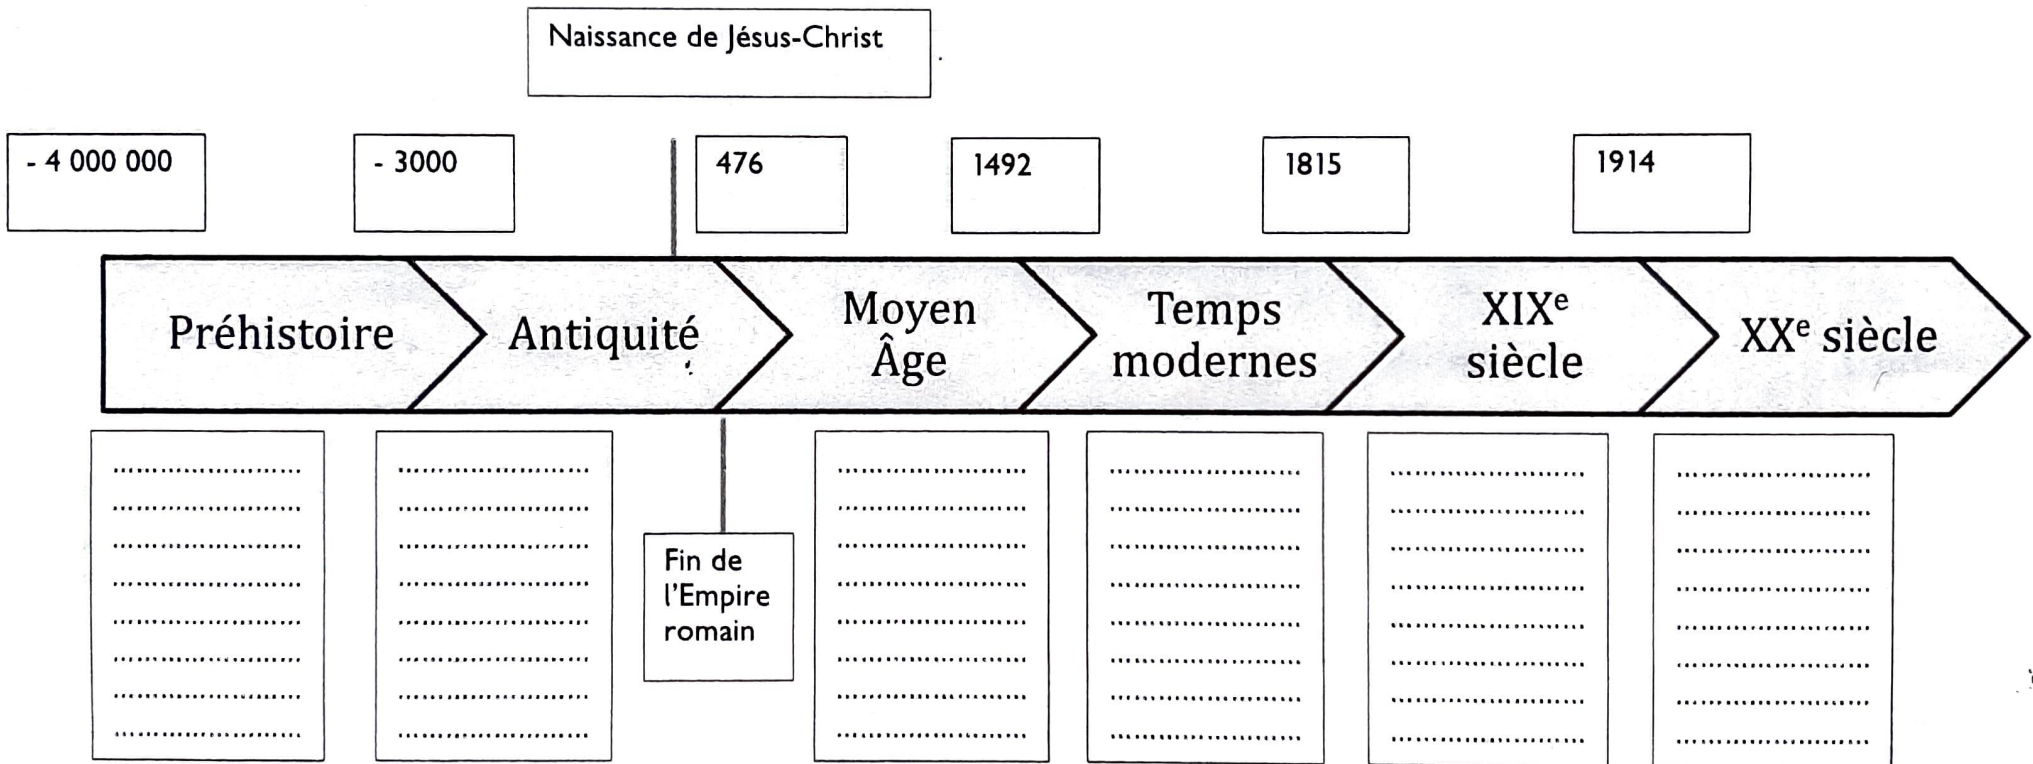 Naissance de Jésus-Christ
- 4 000 000
- 3000
476
1492
1815
1914
Préhistoire
Antiquité
Moyen
Âge
Temps
modernes
XIXe
siècle
XXe siècle
Fin de
l'Empire
romain